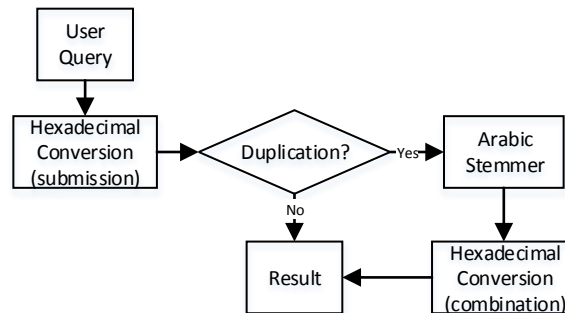 User
Query
Hexadecimal
Conversion
(submission)
Duplication?
Yes
Arabic
Stemmer
No
Result
Hexadecimal
Conversion
(combination)